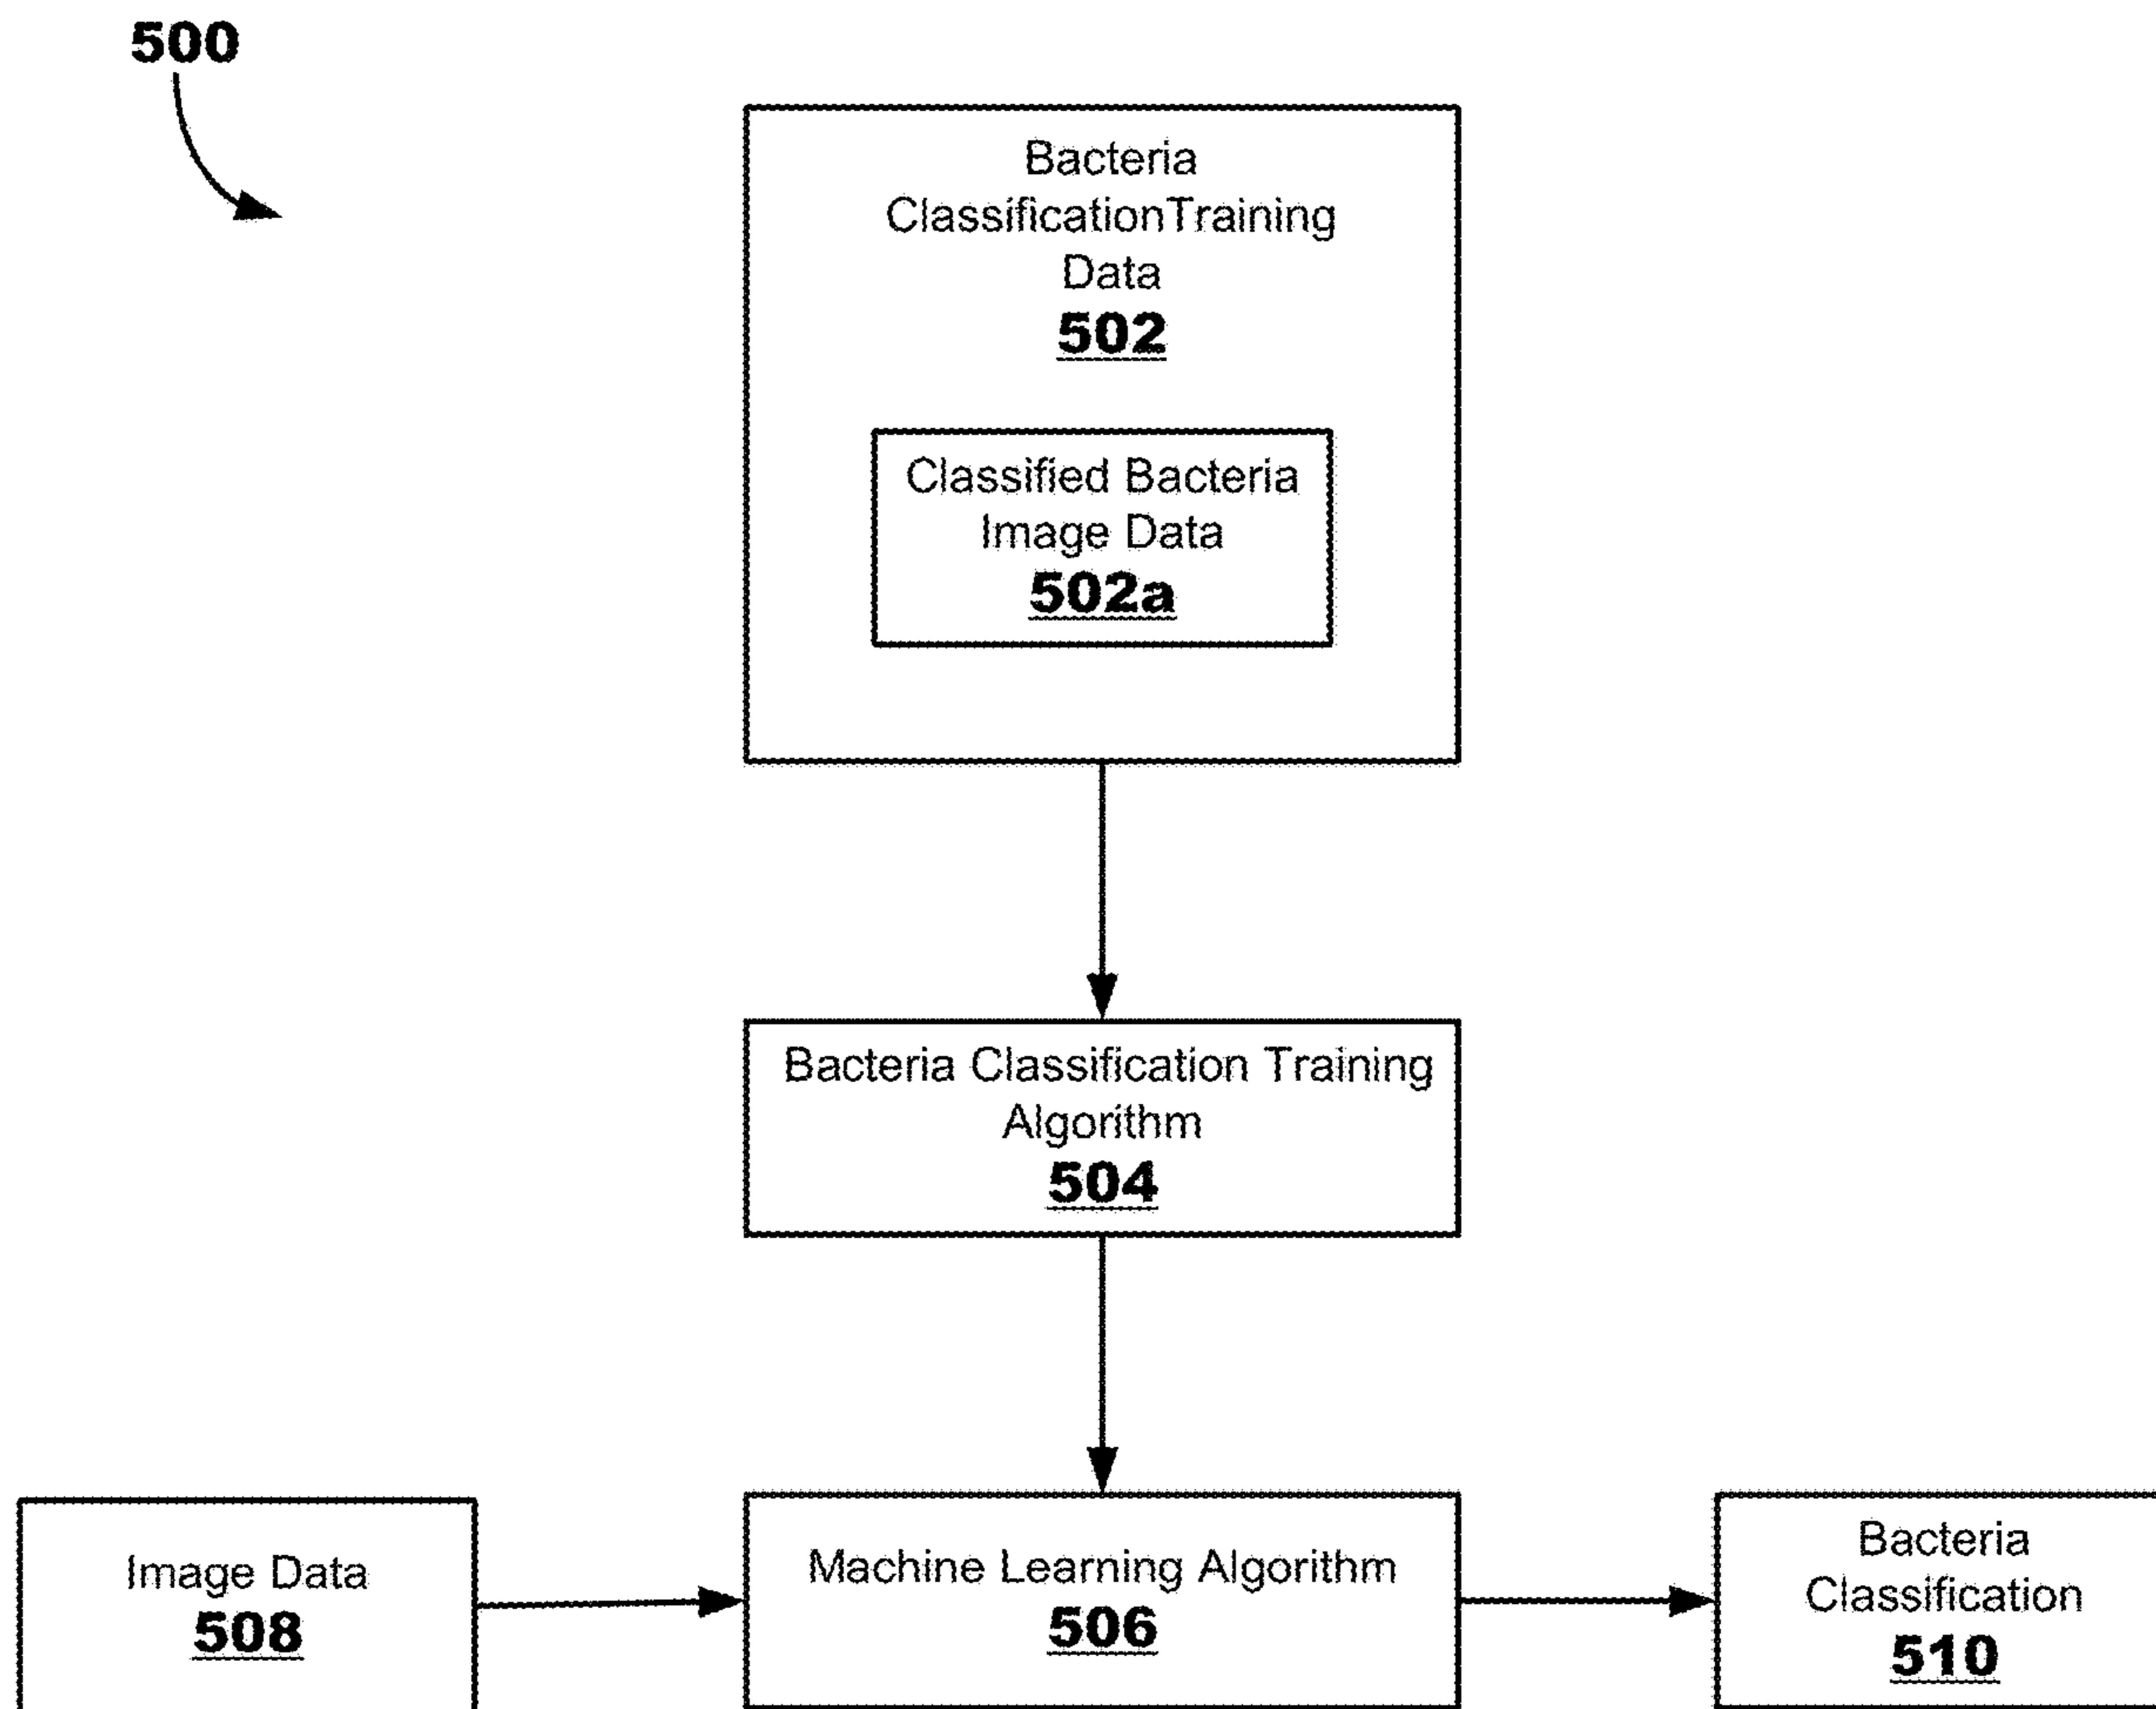 500
Bacteria
ClassificationTraining
Data
502
Classified Bacteria
Image Data
502a
Bacteria Classification Training
Algorithm
504
Image Data
508
Machine Learning Algorithm
506
Bacteria
Classification
510